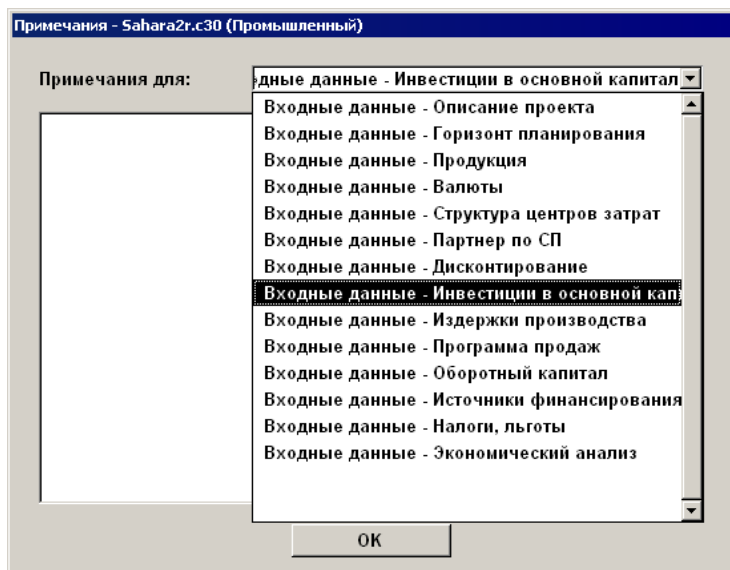 Примечания - Sahara2r.c30 (Промышленный)
Примечания для:
дные данные - Инвестиции в основной капитал
Входные данные - Описание проекта
Входные данные - Горизонт планирования
Входные данные - Продукция
Входные данные - Валюты
Входные данные - Структура центров затрат
Входные данные - Партнер по СП
Входные данные - Дисконтирование
Входные данные - Инвестиции в основной кап
Входные данные - Издержки производства
Входные данные - Программа продаж
Входные данные - Оборотный капитал
Входные данные - Источники финансирования
Входные данные - Налоги, льготы
Входные данные - Экономический анализ
OK